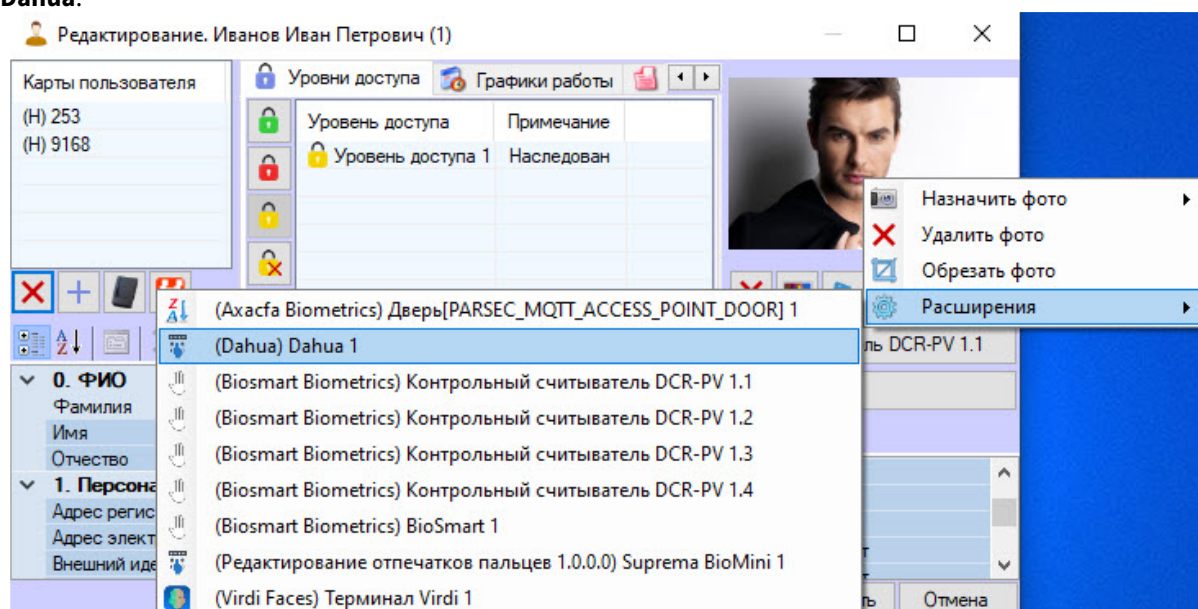 Dahua.
Редактирование. Иванов Иван Петрович (1)
Карты пользователя
(H) 253
(H) 9168
Уровни доступа
Графики работы
Уровень доступа
Примечание
Уровень доступа 1
Наследован
Назначить фото
Удалить фото
Обрезать фото
Расширения
(Axacfa Biometrics) Дверь[PARSEC_MQTT_ACCESS_POINT_DOOR] 1
(Dahua) Dahua 1
(Biosmart Biometrics) Контрольный считыватель DCR-PV 1.1
(Biosmart Biometrics) Контрольный считыватель DCR-PV 1.2
(Biosmart Biometrics) Контрольный считыватель DCR-PV 1.3
(Biosmart Biometrics) Контрольный считыватель DCR-PV 1.4
(Biosmart Biometrics) BioSmart 1
(Редактирование отпечатков пальцев 1.0.0.0) Suprema BioMini 1
(Virdi Faces) Терминал Virdi 1
DCR-PV 1.1
0. ФИО
Фамилия
Имя
Отчество
1. Персона
Адрес регис
Адрес элект
Внешний иде
Отмена